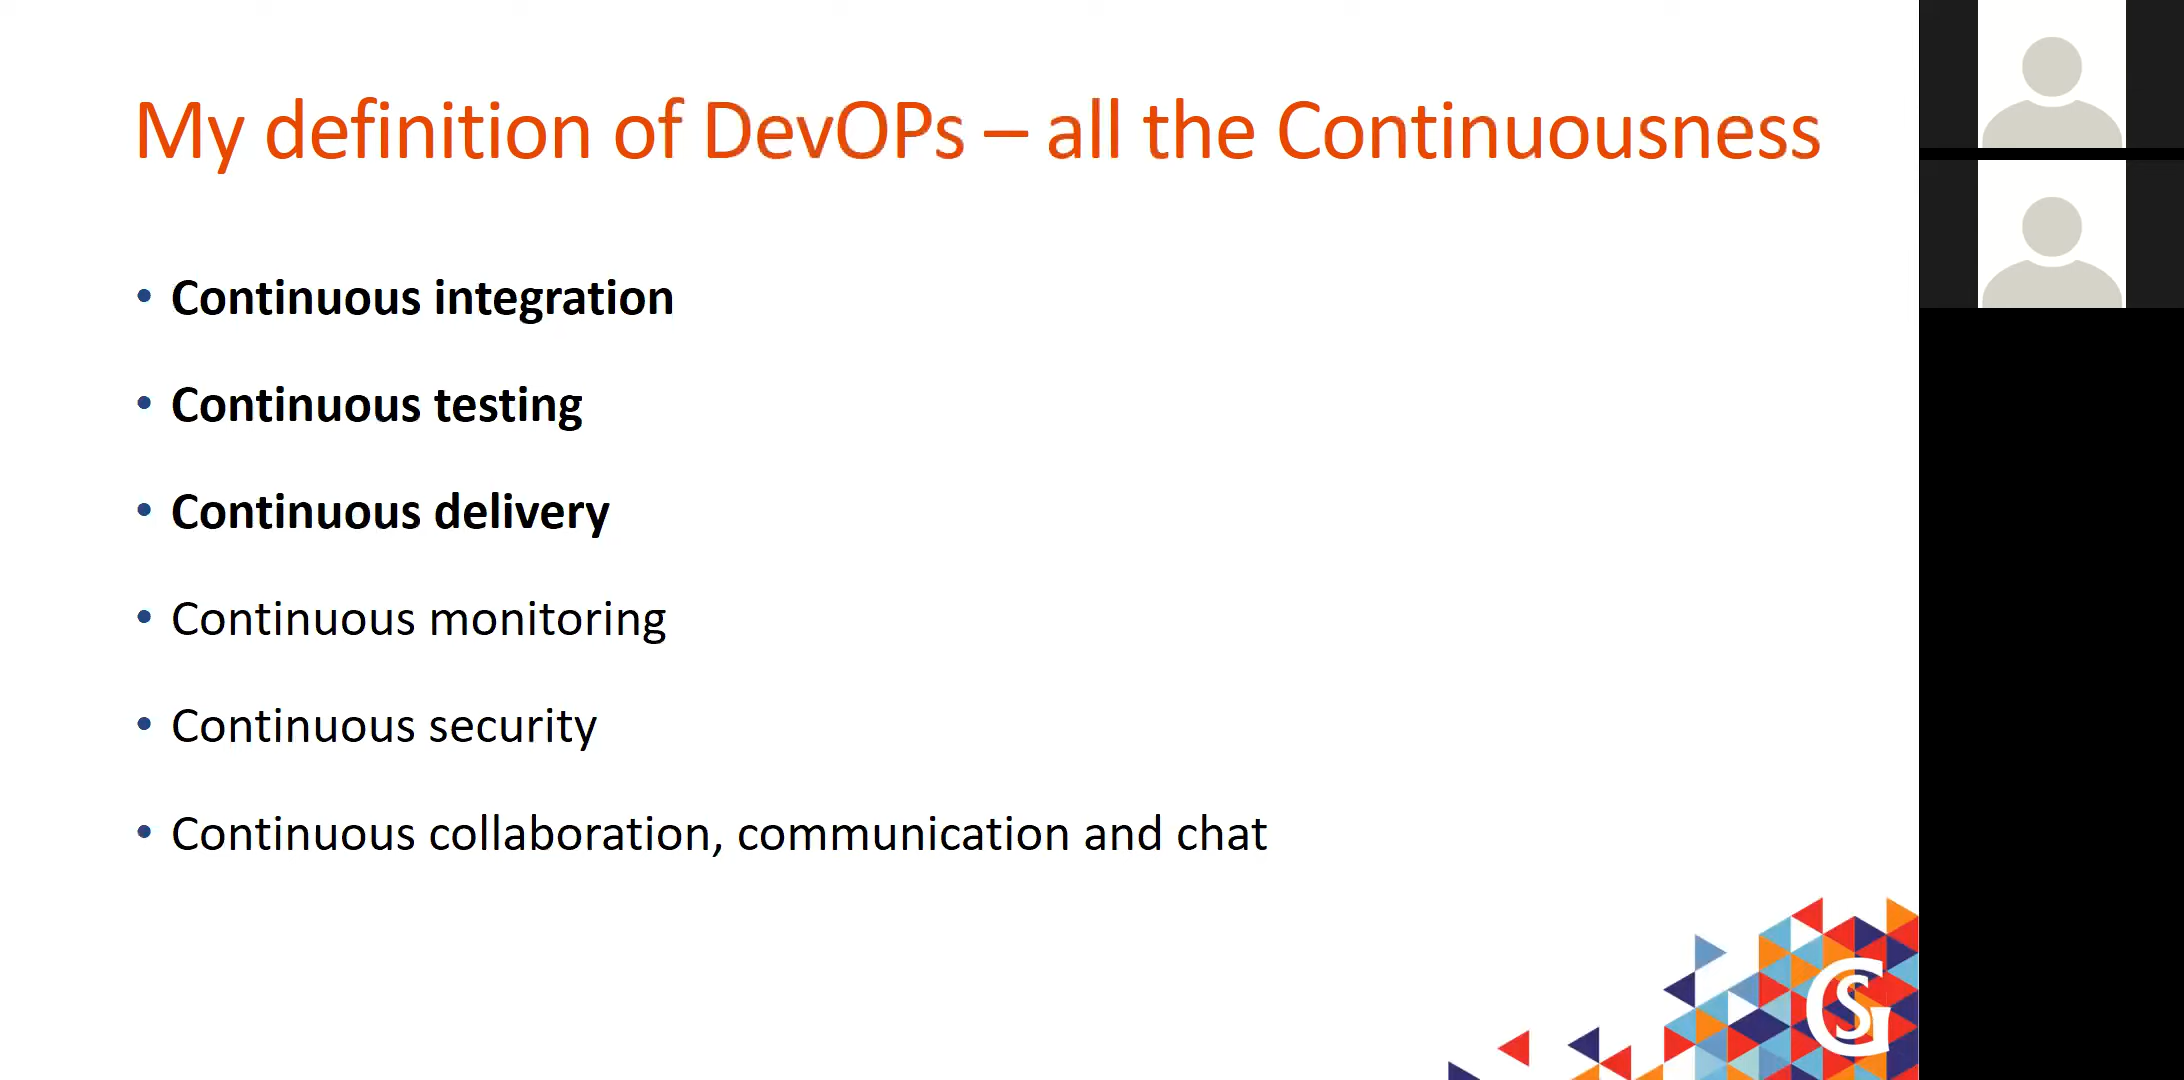 My definition of DevOPs – all the Continuousness
• Continuous integration
• Continuous testing
• Continuous delivery
• Continuous monitoring
• Continuous security
• Continuous collaboration, communication and chat
GS